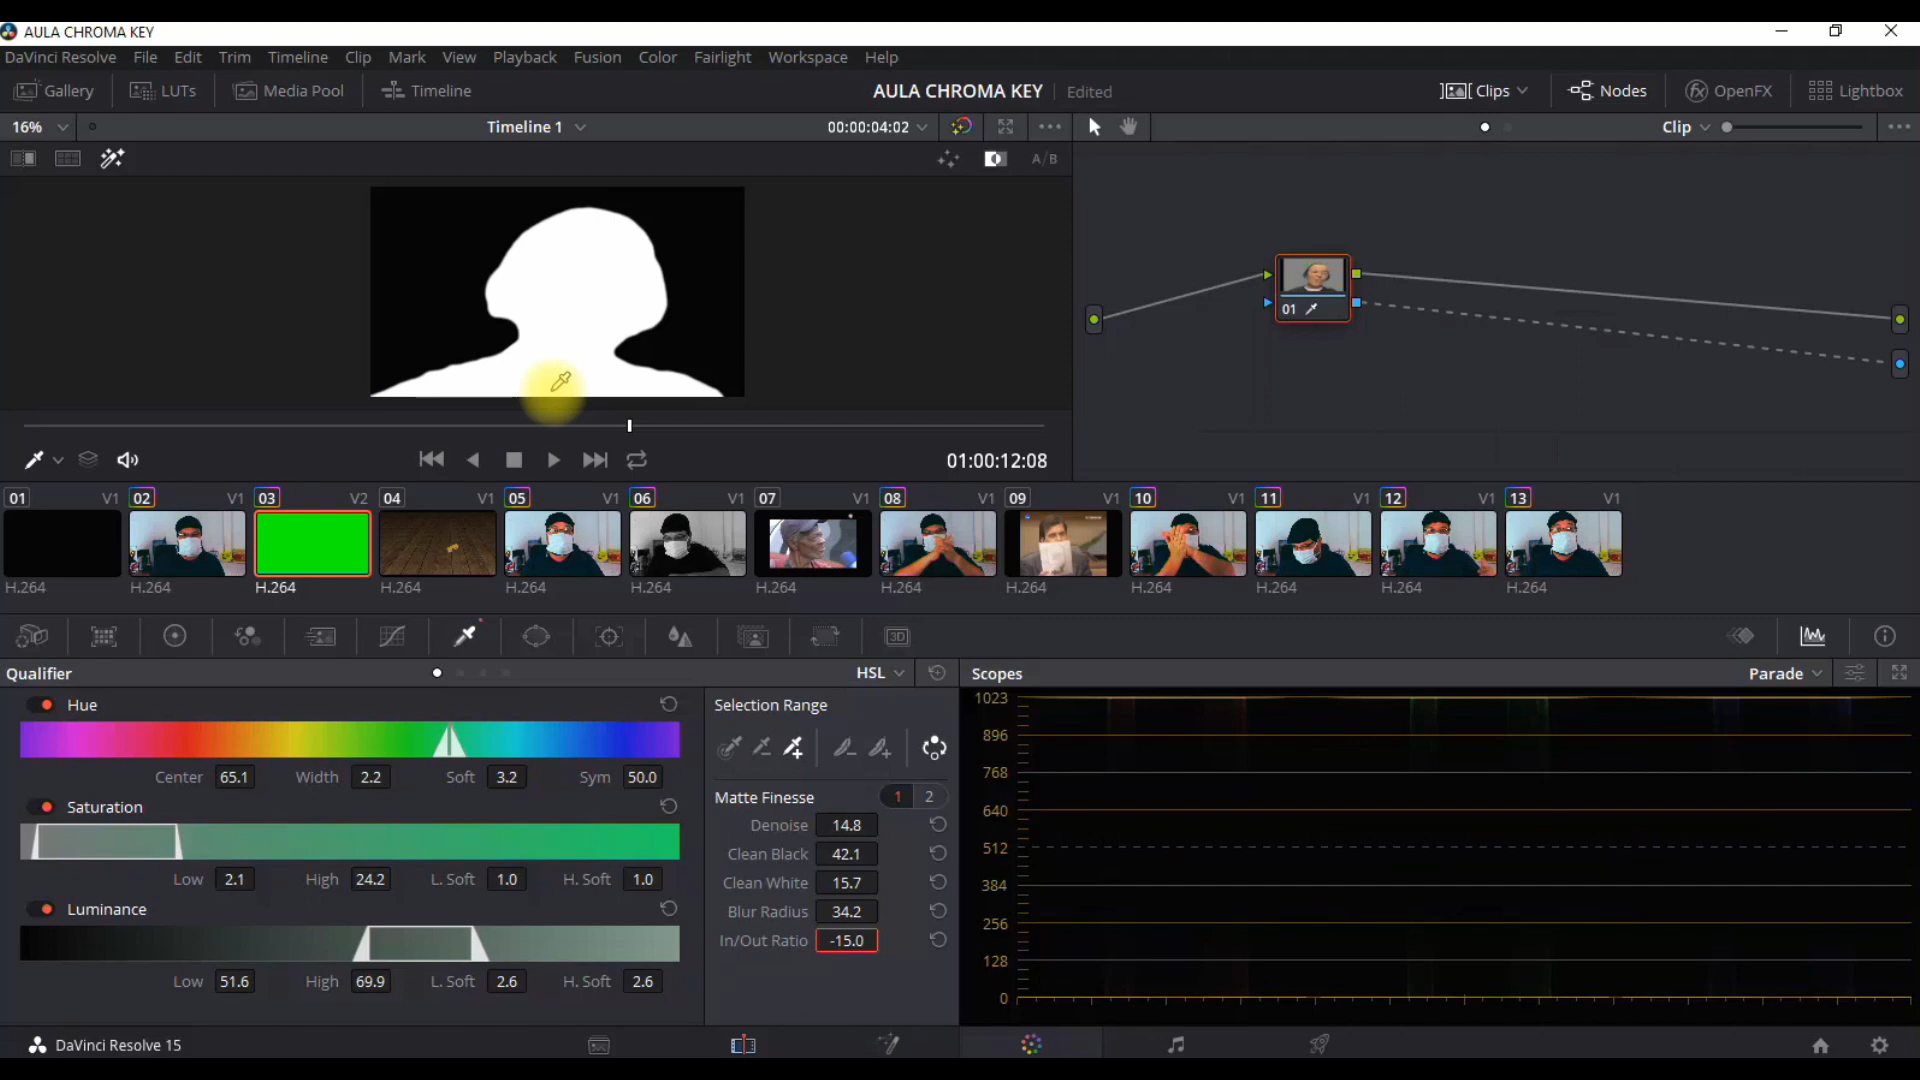 AULA CHROMA KEY
DaVinci Resolve File Edit Trim Timeline Clip Mark View Playback Fusion Color Fairlight Workspace Help
Gallery LUTs Media Pool Timeline AULA CHROMA KEY Edited Clips Nodes OpenFX Lightbox
16% Timeline 1 00:00:04:02 Clip
A/B
01
01:00:12:08
01 V1 02 V1 03 V2 04 V1 05 V1 06 V1 07 V1 08 V1 09 V1 10 V1 11 V1 12 V1 13 V1
H.264 H.264 H.264 H.264 H.264 H.264 H.264 H.264 H.264 H.264 H.264 H.264 H.264
3D
Qualifier HSL Scopes Parade
Hue Selection Range
Center 65.1 Width 2.2 Soft 3.2 Sym 50.0
Saturation
Low 2.1 High 24.2 L. Soft 1.0 H. Soft 1.0
Luminance
Low 51.6 High 69.9 L. Soft 2.6 H. Soft 2.6
Matte Finesse 1 2
Denoise 14.8
Clean Black 42.1
Clean White 15.7
Blur Radius 34.2
In/Out Ratio -15.0
1023
896
768
640
512
384
256
128
0
DaVinci Resolve 15